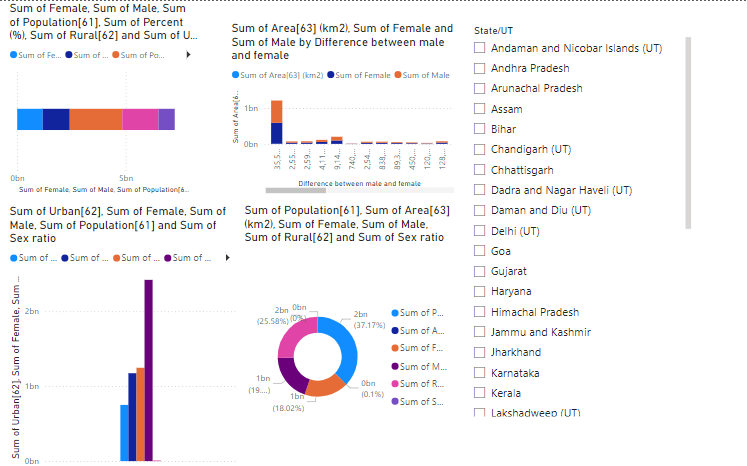 Sum of Female, Sum of Male, Sum
of Population[61], Sum of Percent
(%), Sum of Rural[62] and Sum of U...
Sum of Fe... Sum of ... Sum of Po...
0bn 5bn
Sum of Female, Sum of Male, Sum of Population[6...
Sum of Area[63] (km2), Sum of Female and
Sum of Male by Difference between male
and female
Sum of Area[63] (km2) Sum of Female Sum of Male
Sum of Area[6...
1bn
0bn
35,5... 2,55... 2,59... 4,11... 9,14... 740,... 2,54... 838,... 89,3... 450,... 120,... 128,...
Difference between male and female
Sum of Urban[62], Sum of Female, Sum of
Male, Sum of Population[61] and Sum of
Sex ratio
Sum of ... Sum of ... Sum of ... Sum of ...
Sum of Urban[62], Sum of Female, Sum ...
2bn
1bn
0bn
Sum of Population[61], Sum of Area[63]
(km2), Sum of Female, Sum of Male,
Sum of Rural[62] and Sum of Sex ratio
0bn
(0%)
2bn
(25.58%)
2bn
(37.17%)
1bn
(19....)
1bn
(18.02%)
0bn
(0.1%)
Sum of P...
Sum of A...
Sum of F...
Sum of M...
Sum of R...
Sum of S...
State/UT
Andaman and Nicobar Islands (UT)
Andhra Pradesh
Arunachal Pradesh
Assam
Bihar
Chandigarh (UT)
Chhattisgarh
Dadra and Nagar Haveli (UT)
Daman and Diu (UT)
Delhi (UT)
Goa
Gujarat
Haryana
Himachal Pradesh
Jammu and Kashmir
Jharkhand
Karnataka
Kerala
Lakshadweep (UT)